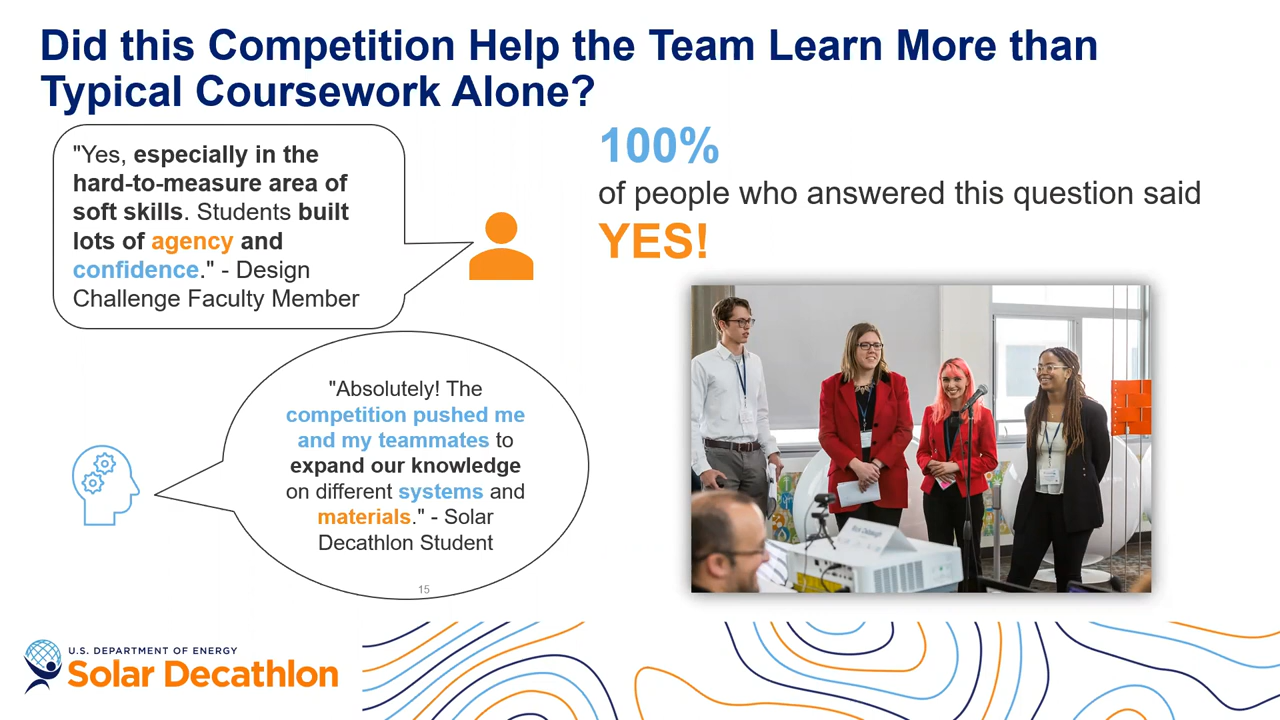 Did this Competition Help the Team Learn More than
Typical Coursework Alone?
"Yes, especially in the
hard-to-measure area of
soft skills. Students built
lots of agency and
confidence." - Design
Challenge Faculty Member
100%
of people who answered this question said
YES!
"Absolutely! The
competition pushed me
and my teammates to
expand our knowledge
on different systems and
materials." - Solar
Decathlon Student
15
U.S. DEPARTMENT OF ENERGY
Solar Decathlon